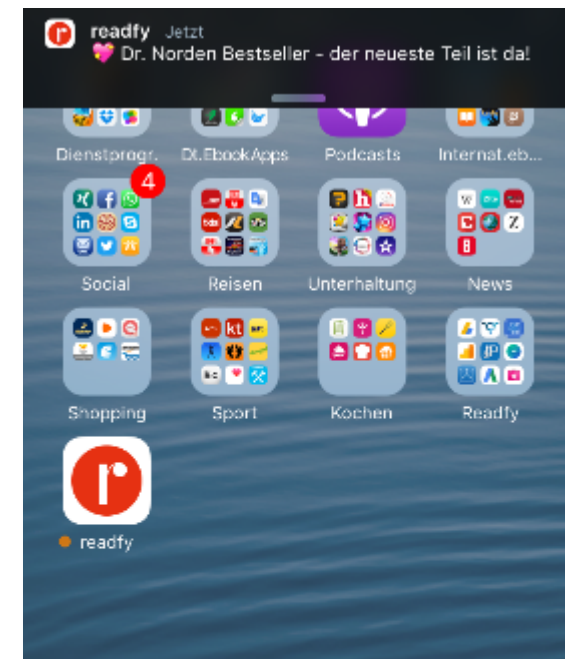 readfy Jetzt
💖 Dr. Norden Bestseller – der neueste Teil ist da!
Dienstprogr. Dt.EbookApps Podcasts Internat.eb...
4
Social Reisen Unterhaltung News
Shopping Sport Kochen Readfy
readfy